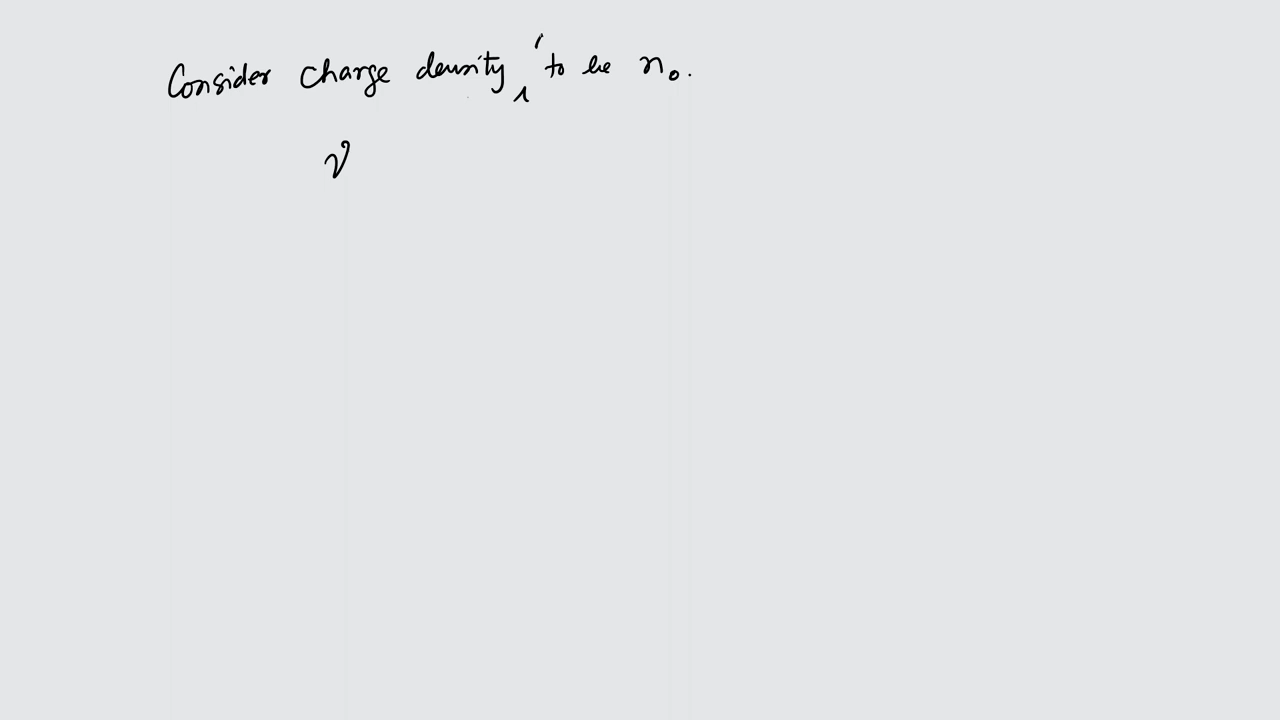 Consider charge density to be n₀.
v